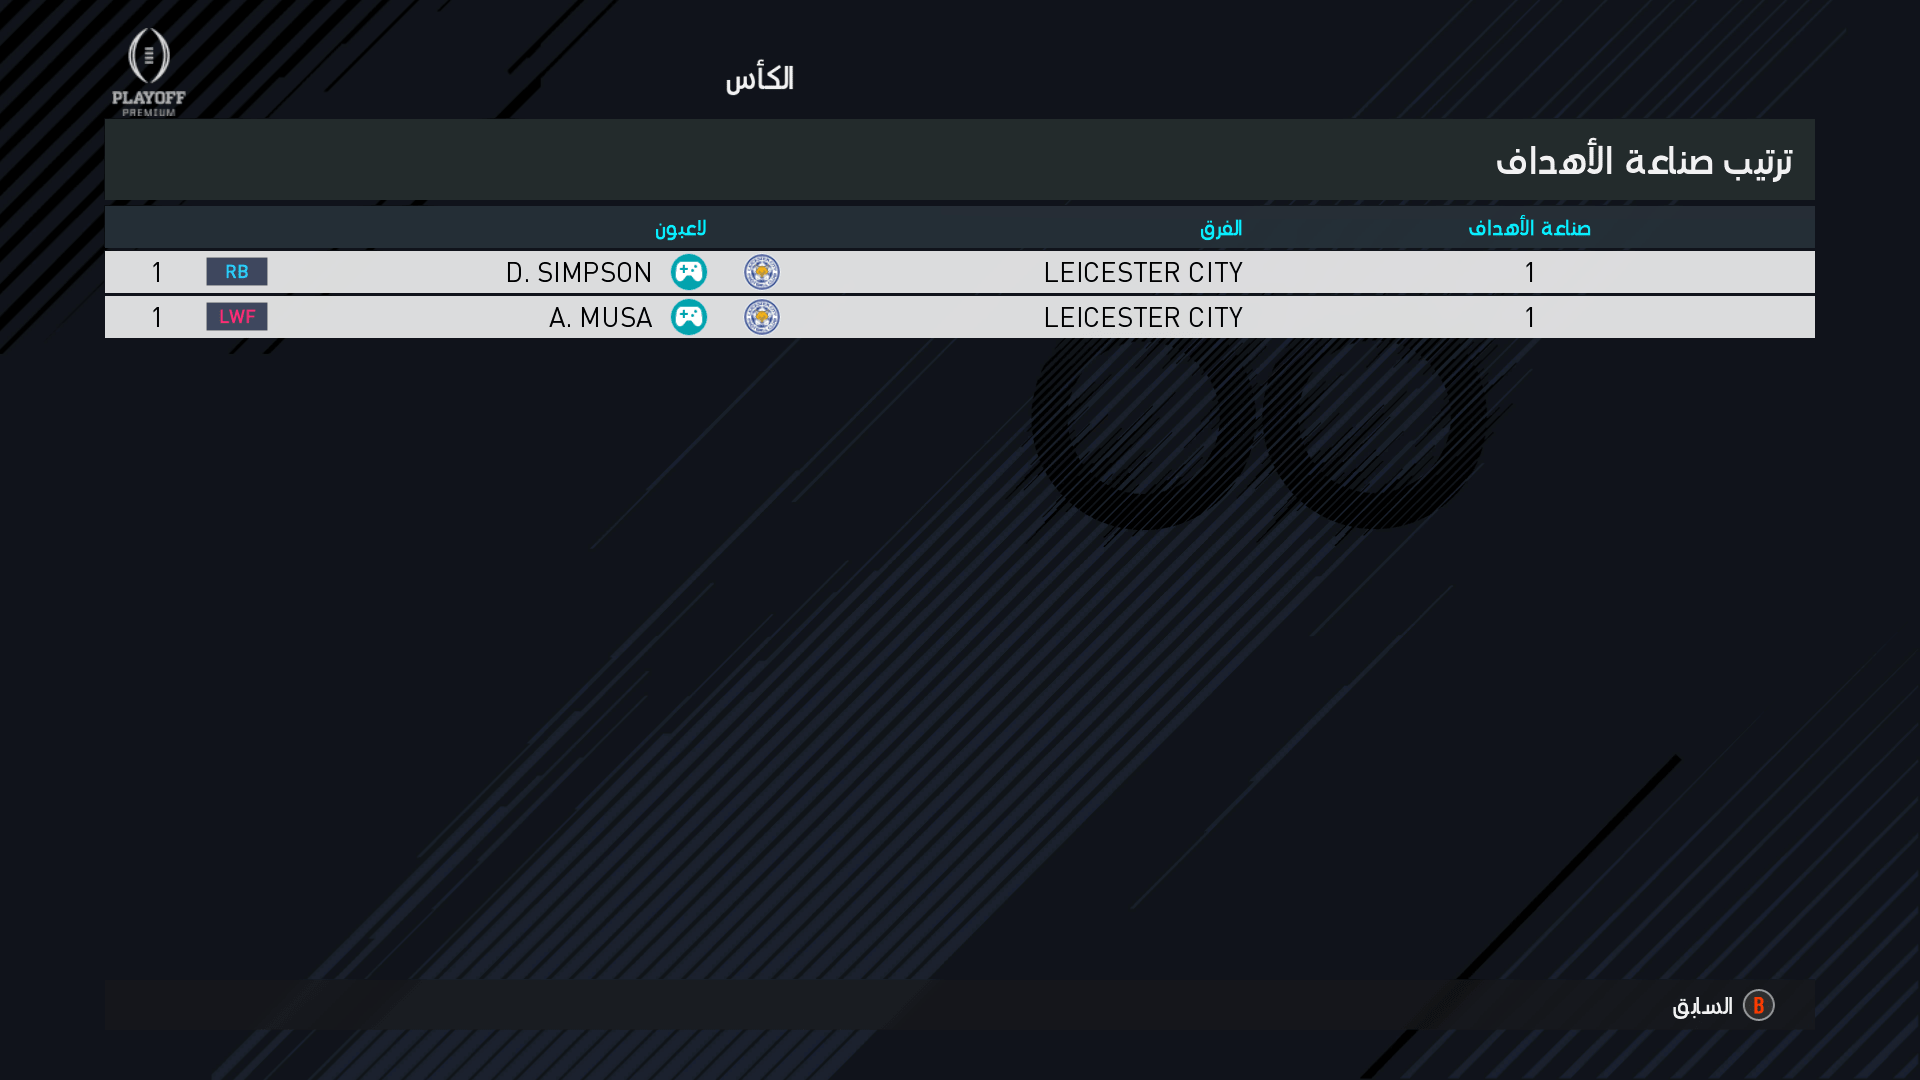 PLAYOFF
PREMIUM
الكأس
ترتيب صناعة الأهداف
لاعبون الفرق صناعة الأهداف
1 RB D. SIMPSON LEICESTER CITY 1
1 LWF A. MUSA LEICESTER CITY 1
B السابق